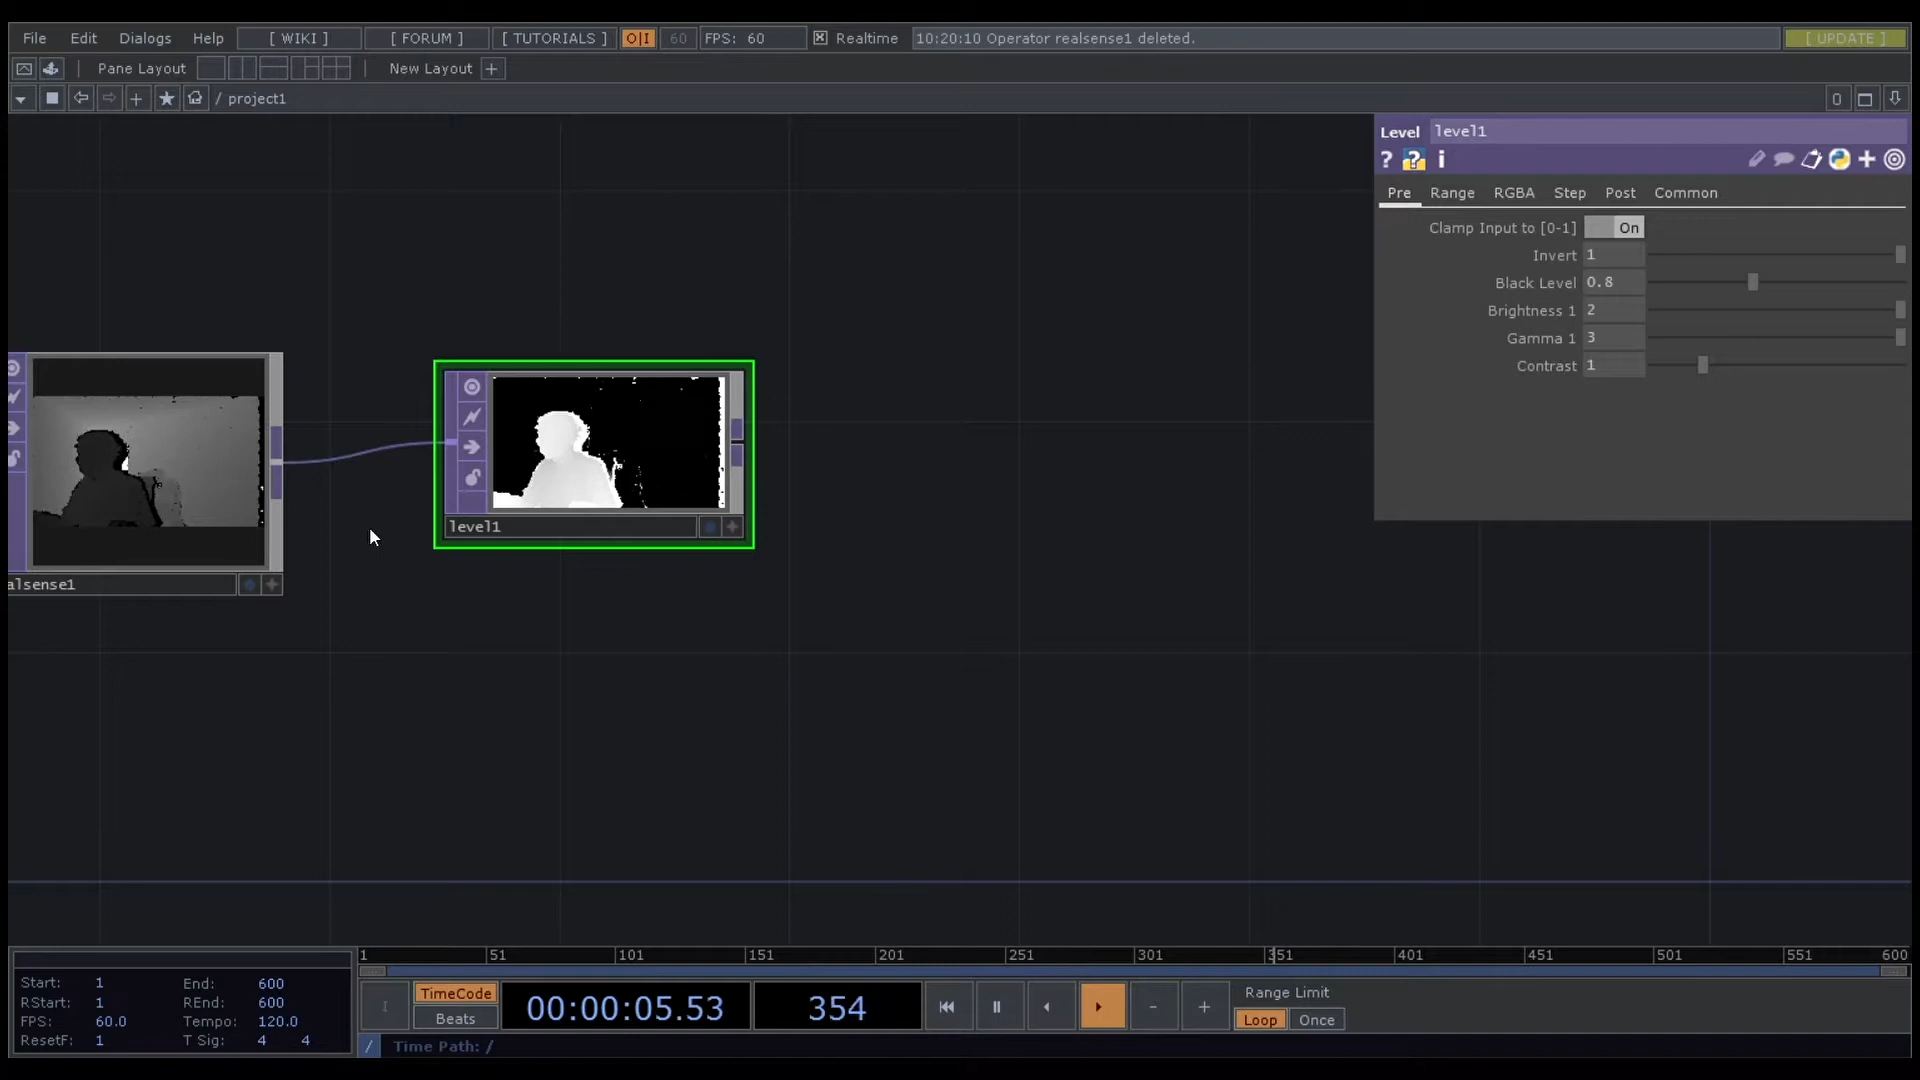 File Edit Dialogs Help [ WIKI ] [ FORUM ] [ TUTORIALS ] O|I 60 FPS: 60 Realtime 10:20:10 Operator realsense1 deleted. [ UPDATE ]
Pane Layout New Layout +
/ project1 0
Level level1
? ? i
Pre Range RGBA Step Post Common
Clamp Input to [0-1] On
Invert 1
Black Level 0.8
Brightness 1 2
Gamma 1 3
Contrast 1
level1
alsense1
1 51 101 151 201 251 301 351 401 451 501 551 600
Start: 1 End: 600
RStart: 1 REnd: 600
FPS: 60.0 Tempo: 120.0
ResetF: 1 T Sig: 4 4
TimeCode
Beats
00:00:05.53 354
Range Limit
Loop Once
/ Time Path: /